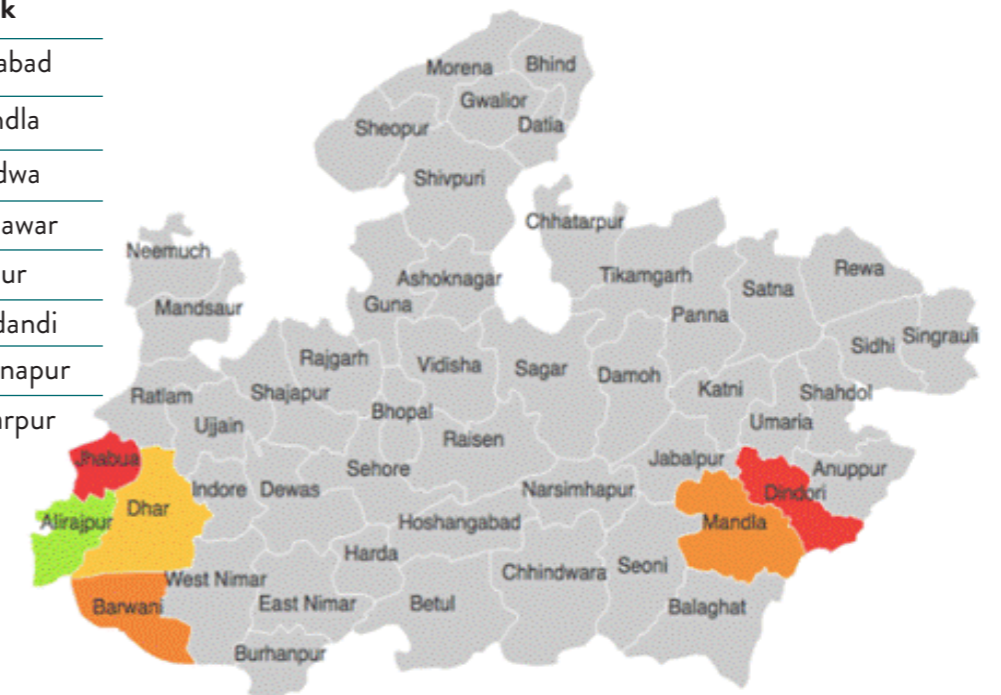 k
abad
ndla
dwa
awar
ur
dandi
napur
arpur
Morena
Bhind
Gwalior
Sheopur
Datia
Shivpuri
Chhatarpur
Neemuch
Ashoknagar
Tikamgarh
Rewa
Satna
Mandsaur
Guna
Panna
Singrauli
Sidhi
Rajgarh
Vidisha
Sagar
Damoh
Katni
Shahdol
Shajapur
Ratlam
Bhopal
Umaria
Ujjain
Raisen
Jhabua
Sehore
Jabalpur
Anuppur
Indore
Dewas
Narsimhapur
Dindori
Dhar
Alirajpur
Hoshangabad
Mandla
Harda
Chhindwara
Seoni
West Nimar
East Nimar
Betul
Barwani
Balaghat
Burhanpur